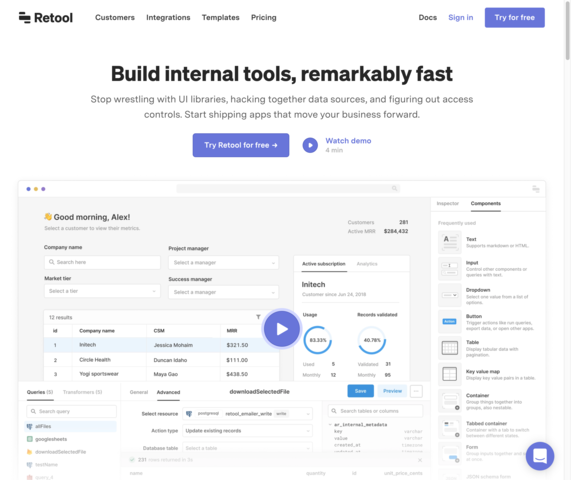 Retool
Customers Integrations Templates Pricing
Docs Sign in Try for free
Build internal tools, remarkably fast
Stop wrestling with UI libraries, hacking together data sources, and figuring out access
controls. Start shipping apps that move your business forward.
Try Retool for free →
Watch demo
4 min
👋 Good morning, Alex!
Select a customer to view their metrics.
Customers 281
Active MRR $284,432
Company name
Search here
Project manager
Select a manager
Market tier
Select a tier
Success manager
Select a manager
12 results
Id Company name CSM MRR
1 Initech Jessica Mohaim $321.50
2 Circle Health Duncan Idaho $111.00
3 Yogi sportswear Maya Gao $438.50
Active subscription Analytics
Initech
Customer since Jun 24, 2019
Usage Records validated
83.33% 40.78%
Used 5 Validated 31
Monthly 12 Monthly 95
Inspector Components
Frequently used
Text
Supports markdown or HTML.
Input
Control other components or
queries with text.
Dropdown
Select one value from a list of
options.
Button
Button
Trigger actions like run queries,
export data, or open other apps.
Table
Display tabular data with
pagination.
Key value map
Display key value pairs in a table.
Container
Group things together into
groups, also nestable.
Tabbed container
Container with a tab to switch
between different states.
Form
Queries (5) Transformers (5)
Search query
allFiles
googlesheets
downloadSelectedFile
testName
query_6
General Advanced
downloadSelectedFile
Save Preview
Select resource postgresql retool_smaller_write write
Action type Update existing records
Database table Select a table
Search tables or columns
ar_internal_metadata
key varchar
value varchar
created_at
name quantity id unit_price_cents